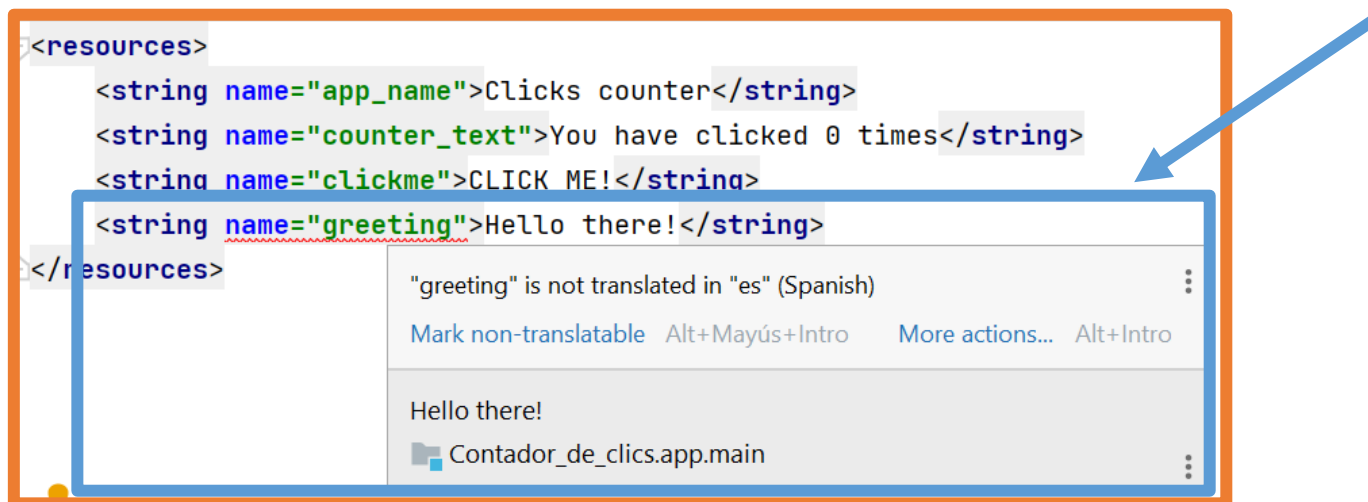 <resources>
<string name="app_name">Clicks counter</string>
<string name="counter_text">You have clicked 0 times</string>
<string name="clickme">CLICK ME!</string>
<string name="greeting">Hello there!</string>
</resources>
"greeting" is not translated in "es" (Spanish)
Mark non-translatable Alt+Mayús+Intro More actions... Alt+Intro
Hello there!
Contador_de_clics.app.main